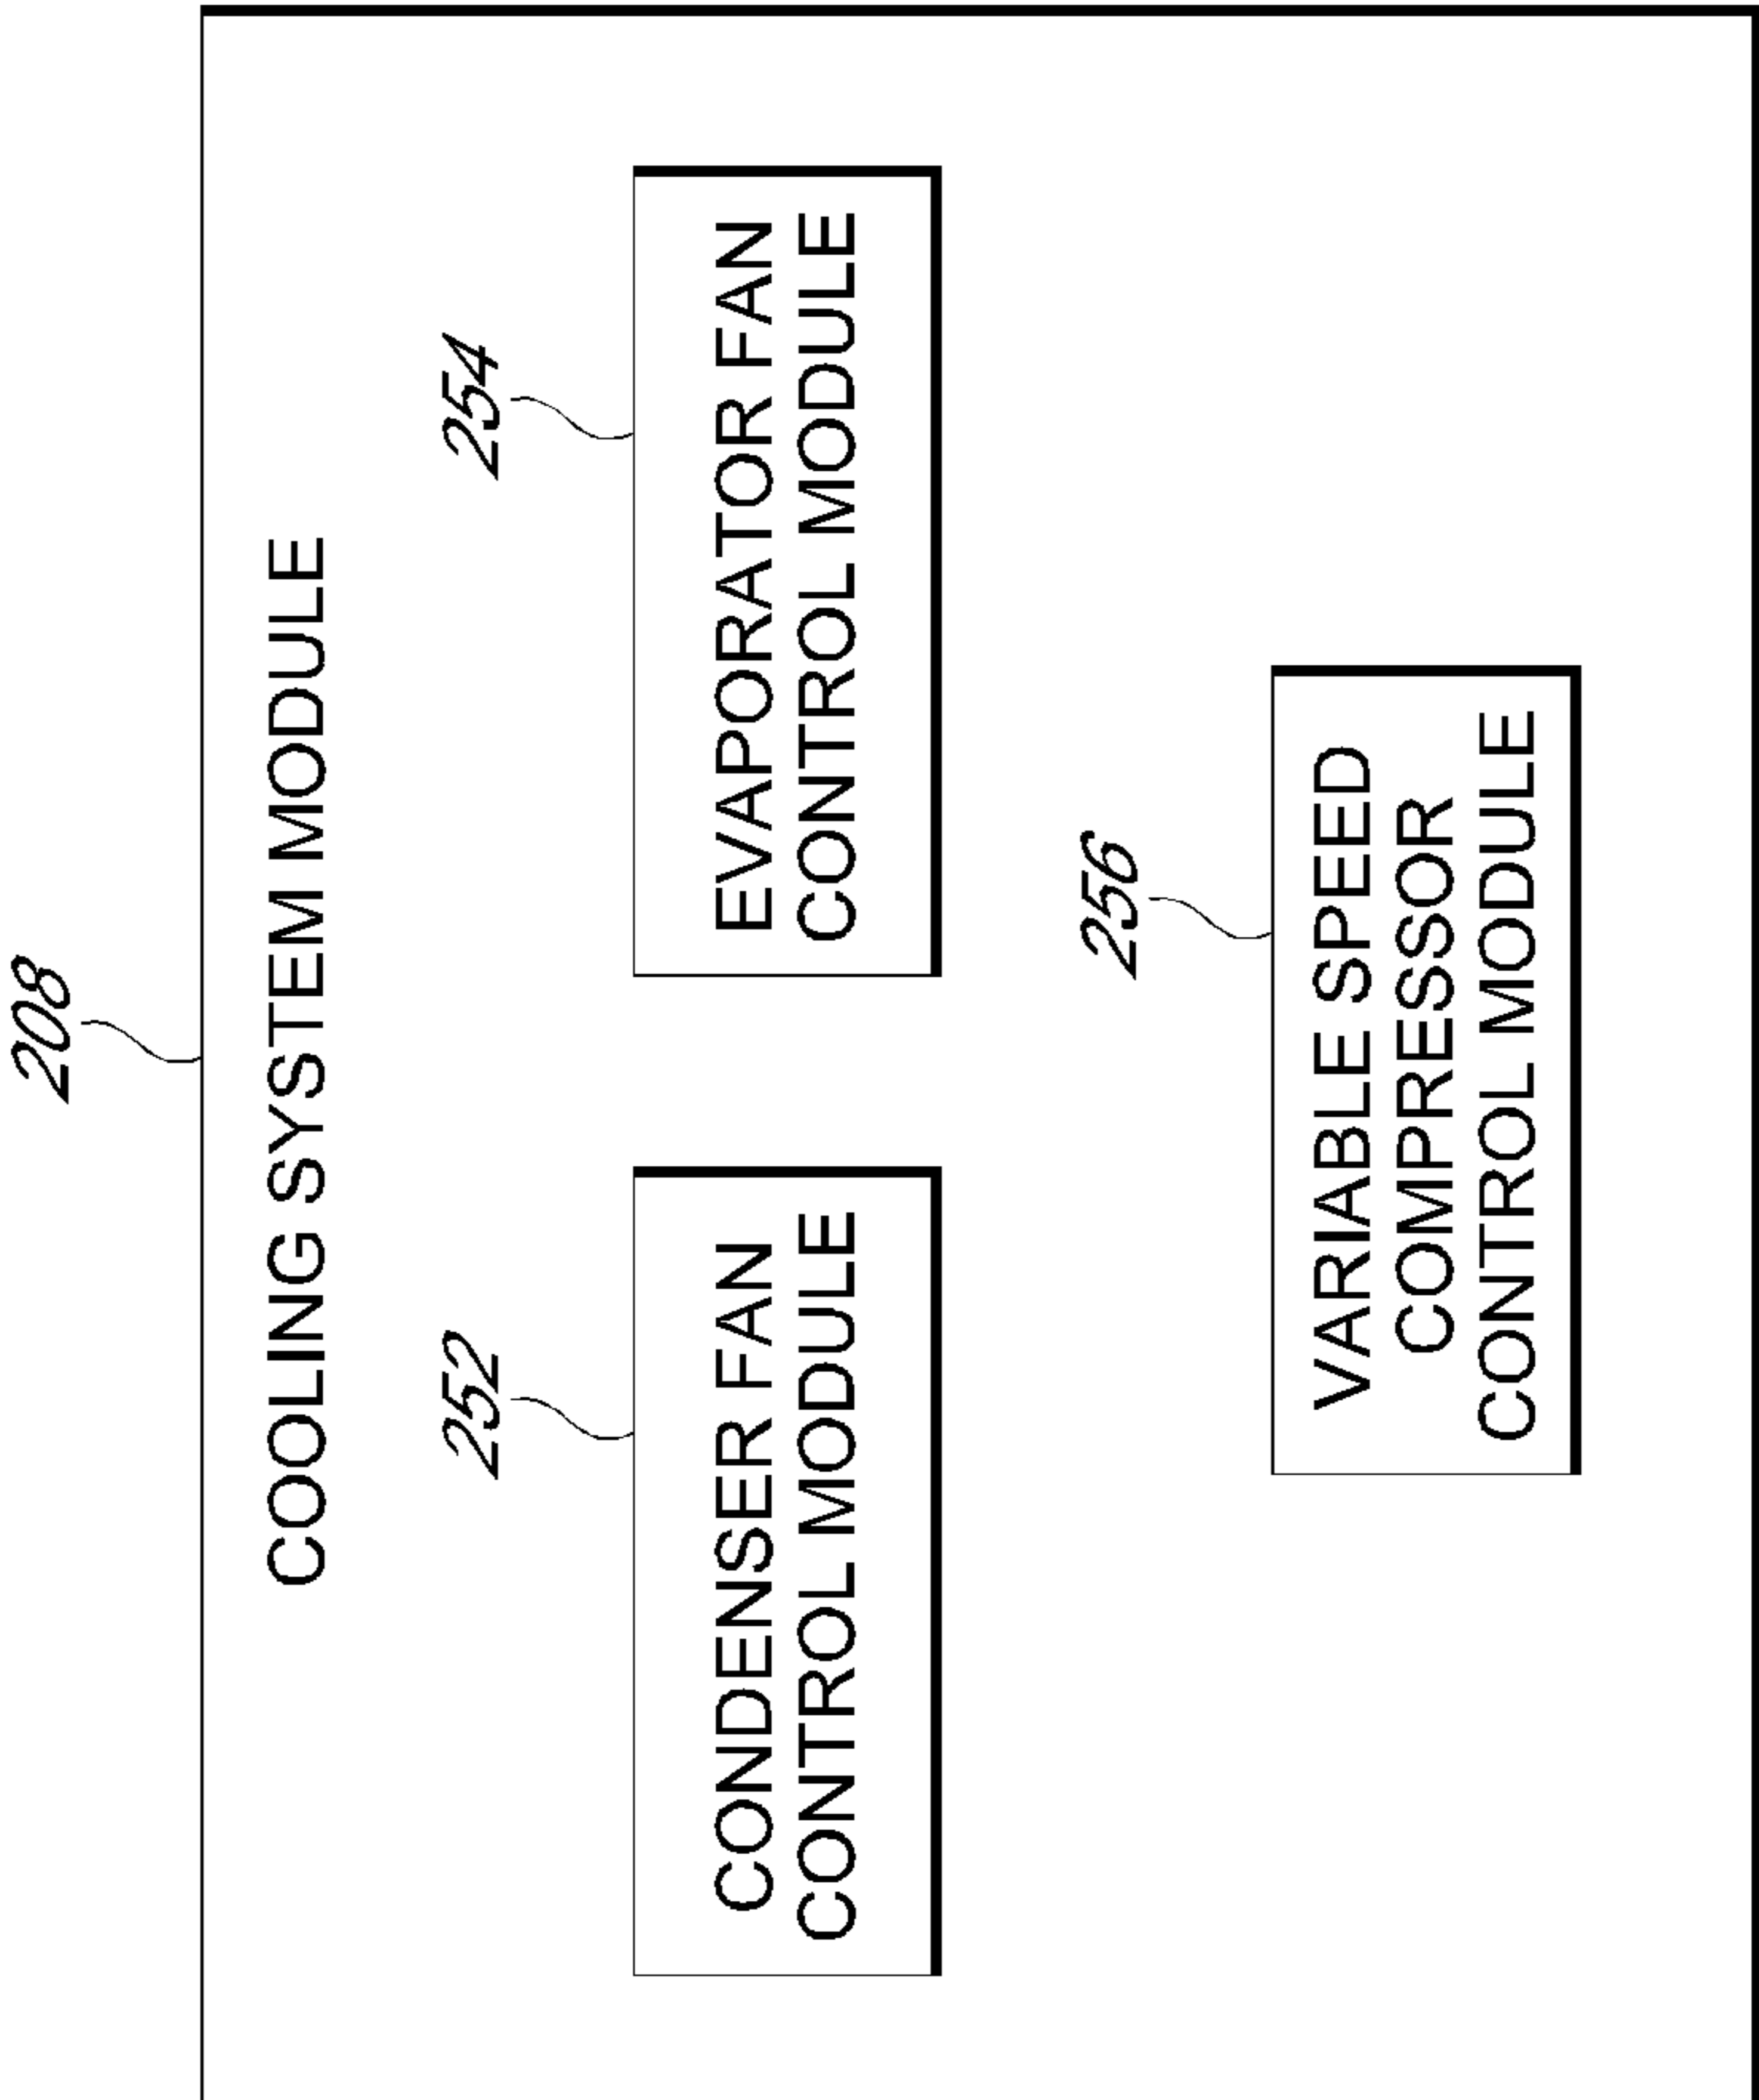 208
COOLING SYSTEM MODULE
252
CONDENSER FAN
CONTROL MODULE
254
EVAPORATOR FAN
CONTROL MODULE
256
VARIABLE SPEED
COMPRESSOR
CONTROL MODULE